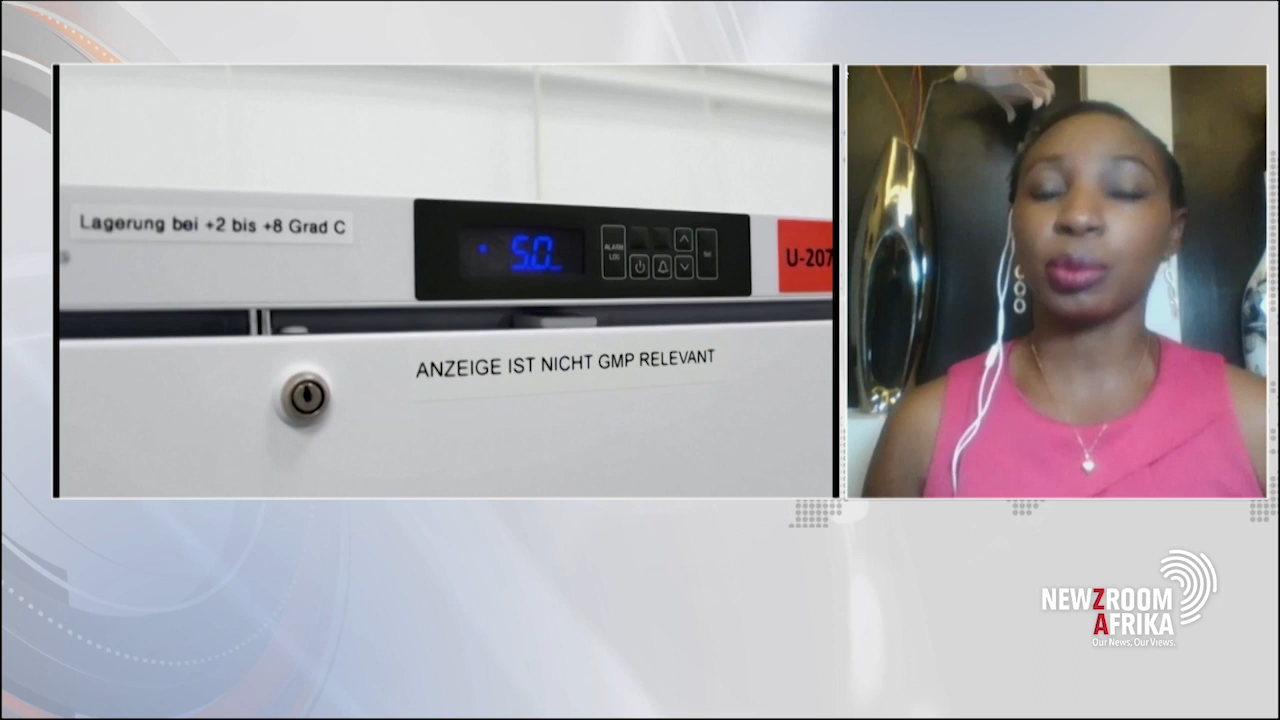 Lagerung bei +2 bis +8 Grad C
5.0
ALARM
LOG
U-207
ANZEIGE IST NICHT GMP RELEVANT
NEWZROOM
AFRIKA
Our News. Our Views.